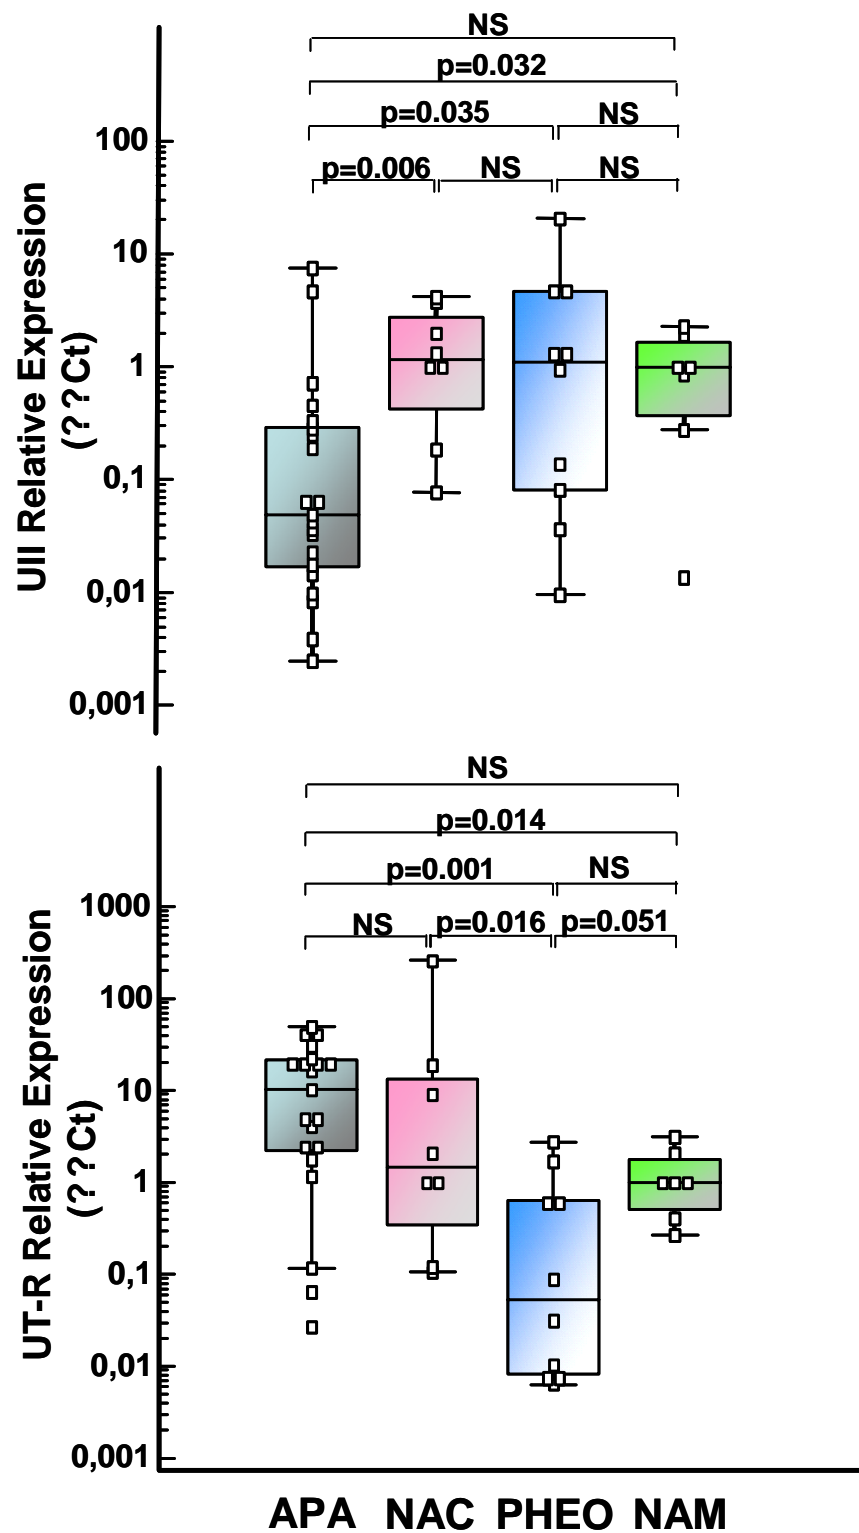 NS
p=0.032
p=0.035 NS
p=0.006 NS NS
100
10
1
0,1
0,01
0,001
UII Relative Expression
(??Ct)
NS
p=0.014
p=0.001 NS
NS p=0.016 p=0.051
1000
100
10
1
0,1
0,01
0,001
UT-R Relative Expression
(??Ct)
APA NAC PHEO NAM